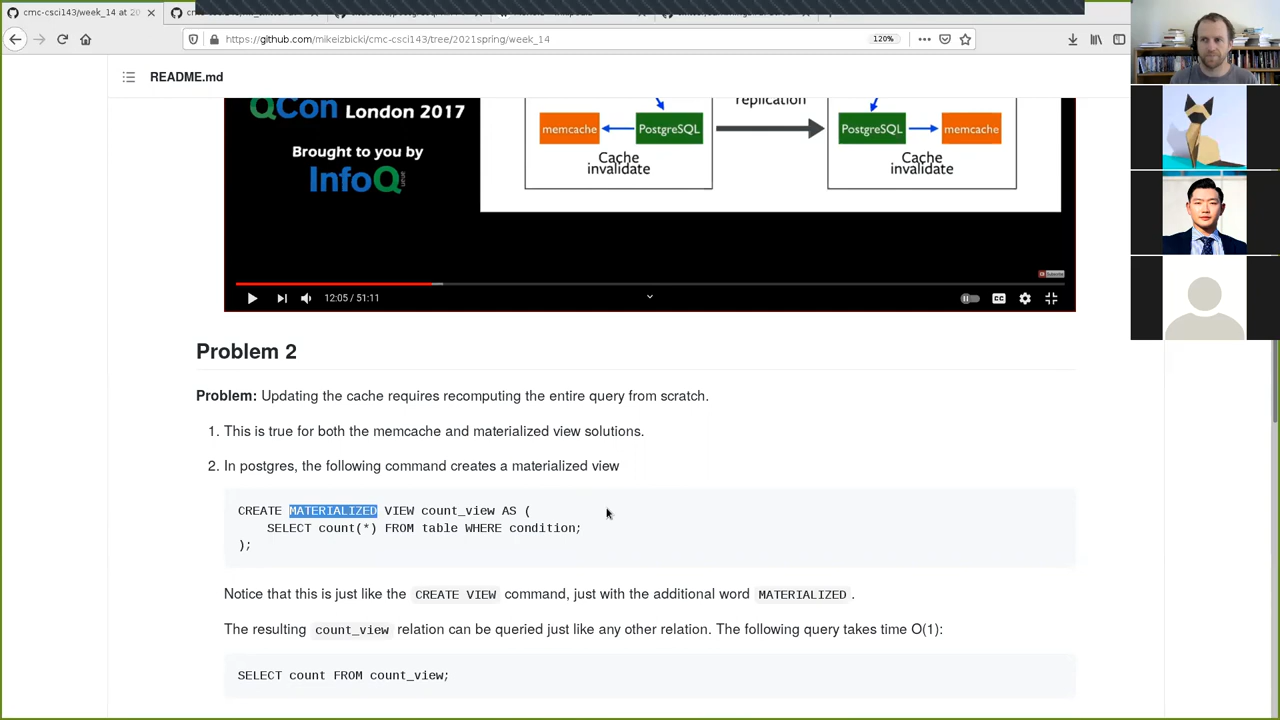 cmc-csci143/week_14 at 20
https://github.com/mikeizbicki/cmc-csci143/tree/2021spring/week_14
120%
README.md
QCon London 2017
replication
memcache PostgreSQL PostgreSQL memcache
Cache invalidate Cache invalidate
Brought to you by
InfoQ
12:05 / 51:11
Problem 2
Problem: Updating the cache requires recomputing the entire query from scratch.
1. This is true for both the memcache and materialized view solutions.
2. In postgres, the following command creates a materialized view
CREATE MATERIALIZED VIEW count_view AS (
SELECT count(*) FROM table WHERE condition;
);
Notice that this is just like the CREATE VIEW command, just with the additional word MATERIALIZED.
The resulting count_view relation can be queried just like any other relation. The following query takes time O(1):
SELECT count FROM count_view;